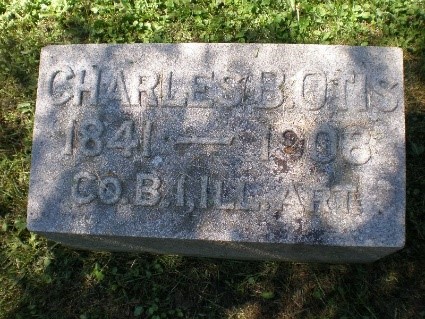 CHARLES B. OTIS
1841 — 1908
CO. B. 1, ILL. ART.